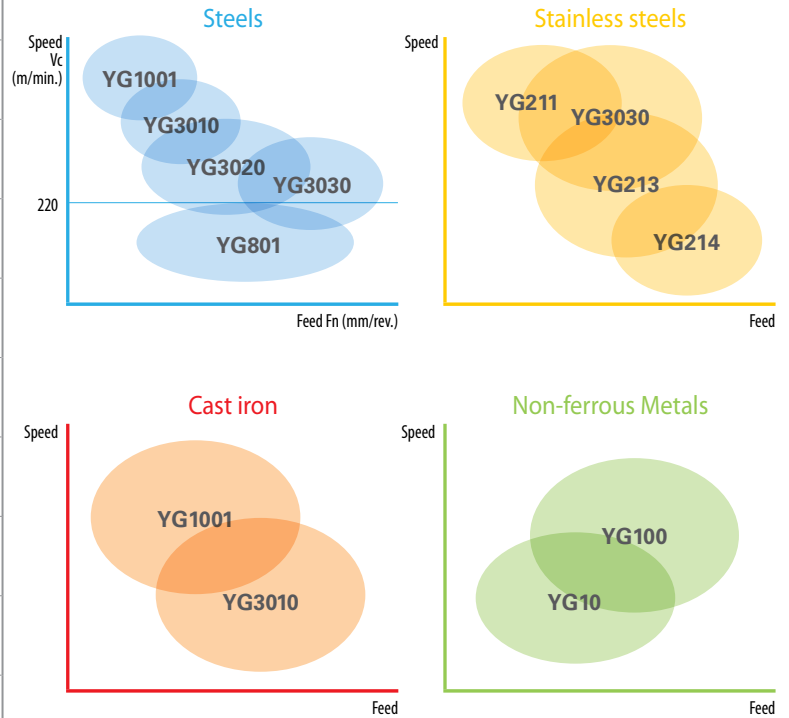 Steels
Speed
Vc
(m/min.)
YG1001
YG3010
YG3020
YG3030
220
YG801
Feed Fn (mm/rev.)
Stainless steels
Speed
YG211
YG3030
YG213
YG214
Feed
Cast iron
Speed
YG1001
YG3010
Feed
Non-ferrous Metals
Speed
YG100
YG10
Feed